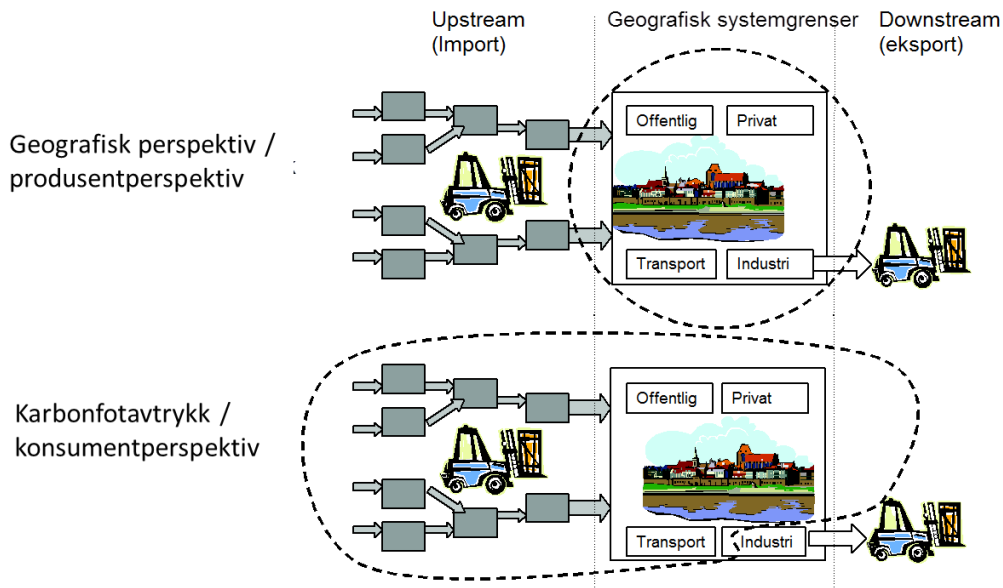 Upstream
(Import)
Geografisk systemgrenser
Downstream
(eksport)
Geografisk perspektiv /
produsentperspektiv
Offentlig
Privat
Transport
Industri
Karbonfotavtrykk /
konsumentperspektiv
Offentlig
Privat
Transport
Industri